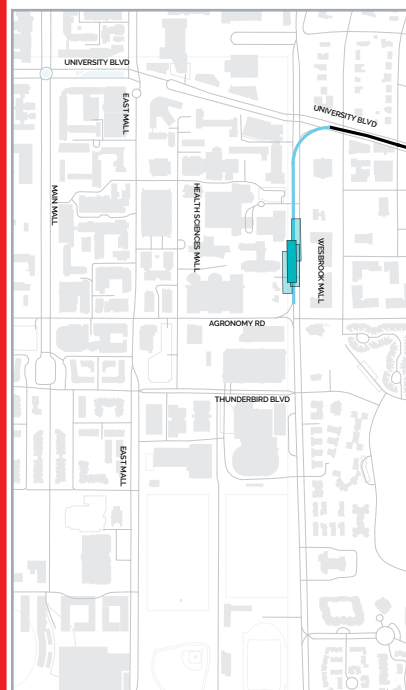 UNIVERSITY BLVD
EAST MALL
UNIVERSITY BLVD
MAIN MALL
HEALTH SCIENCES MALL
WESBROOK MALL
AGRONOMY RD
THUNDERBIRD BLVD
EAST MALL